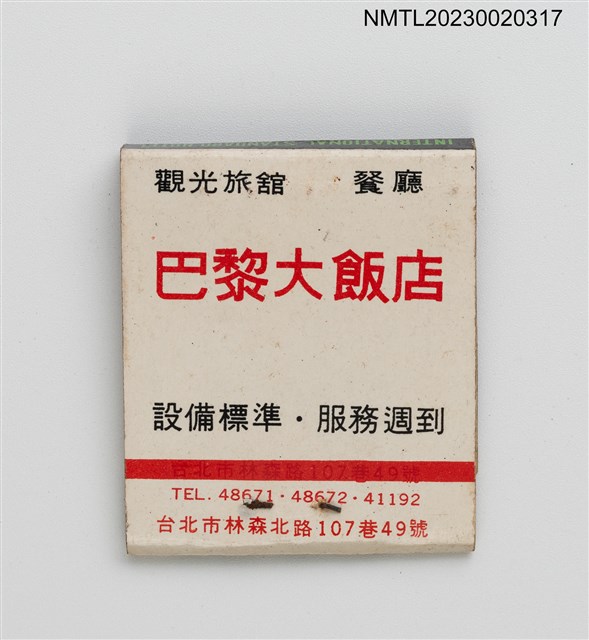 NMTL20230020317
INTERNATIONAL
觀光旅舘 餐廳
巴黎大飯店
設備標準・服務週到
台北市林森路107巷49號
TEL. 48671・48672・41192
台北市林森北路107巷49號